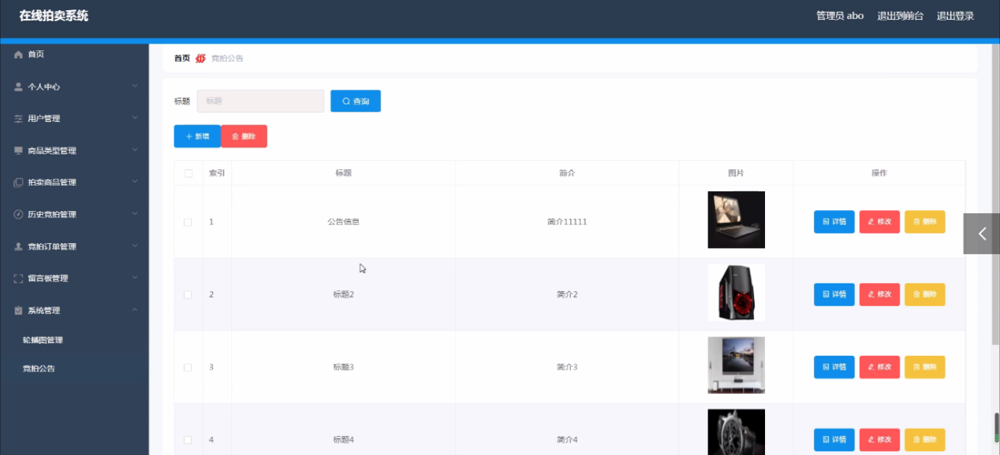 在线拍卖系统
管理员 abo 退出到前台 退出登录
首页
个人中心
用户管理
商品类型管理
拍卖商品管理
历史竞拍管理
竞拍订单管理
留言板管理
系统管理
轮播图管理
竞拍公告
首页 竞拍公告
标题 标题 查询
新增 删除
索引 标题 简介 图片 操作
1 公告信息 简介11111 详情 修改 删除
2 标题2 简介2 详情 修改 删除
3 标题3 简介3 详情 修改 删除
4 标题4 简介4 详情 修改 删除